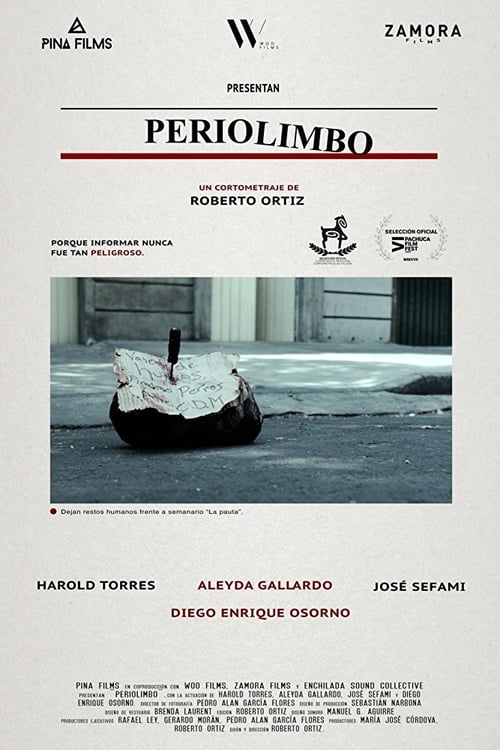 PINA FILMS
W
WOO
FILMS
ZAMORA
FILMS
PRESENTAN
PERIOLIMBO
UN CORTOMETRAJE DE
ROBERTO ORTIZ
PORQUE INFORMAR NUNCA
FUE TAN PELIGROSO.
SELECCIÓN OFICIAL
SELECCIÓN OFICIAL
PACHUCA
FILM
FEST
MMXVII
C.D.M
Dejan restos humanos frente a semanario "La pauta".
HAROLD TORRES
ALEYDA GALLARDO
JOSÉ SEFAMI
DIEGO ENRIQUE OSORNO
PINA FILMS EN COPRODUCCIÓN CON WOO FILMS, ZAMORA FILMS Y ENCHILADA SOUND COLLECTIVE
PRESENTAN PERIOLIMBO, CON LA ACTUACIÓN DE HAROLD TORRES, ALEYDA GALLARDO, JOSÉ SEFAMI Y DIEGO
ENRIQUE OSORNO. DIRECTOR DE FOTOGRAFÍA PEDRO ALAN GARCÍA FLORES DISEÑO DE PRODUCCIÓN SEBASTIÁN NARBONA
DISEÑO DE VESTUARIO BRENDA LAURENT EDICIÓN ROBERTO ORTIZ DISEÑO SONORO MANUEL G. AGUIRRE
PRODUCTORES EJECUTIVOS RAFAEL LEY, GERARDO MORÁN, PEDRO ALAN GARCÍA FLORES PRODUCTORES MARÍA JOSÉ CÓRDOVA,
ROBERTO ORTIZ GUIÓN Y DIRECCIÓN ROBERTO ORTIZ.